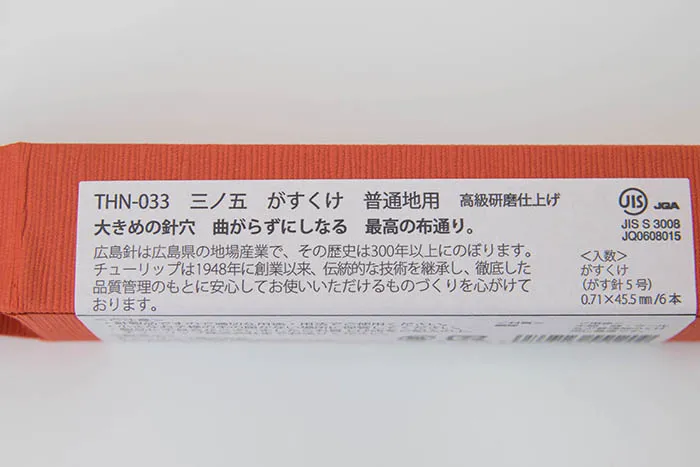 THN-033 三ノ五 がすくけ 普通地用 高級研磨仕上げ
大きめの針穴 曲がらずにしなる 最高の布通り。
広島針は広島県の地場産業で、その歴史は300年以上にのぼります。
チューリップは1948年に創業以来、伝統的な技術を継承し、徹底した
品質管理のもとに安心してお使いいただけるものづくりを心がけて
おります。
JIS JQA
JIS S 3008
JQ0608015
<入数>
がすくけ
(がす針5号)
0.71×45.5㎜/6本